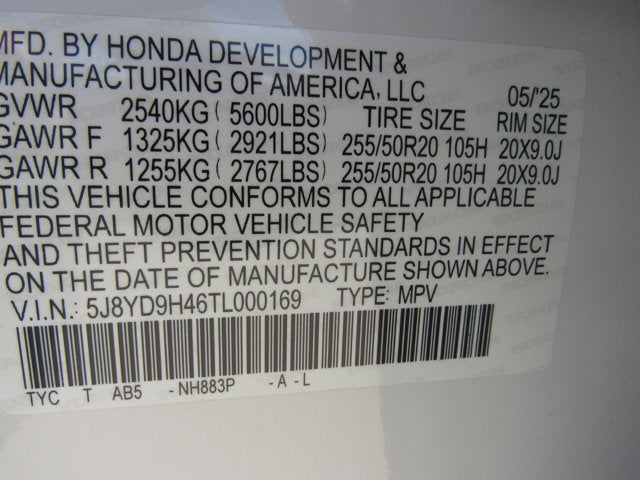 MFD. BY HONDA DEVELOPMENT &
MANUFACTURING OF AMERICA, LLC 05/'25
GVWR 2540KG ( 5600LBS) TIRE SIZE RIM SIZE
GAWR F 1325KG ( 2921LBS) 255/50R20 105H 20X9.0J
GAWR R 1255KG ( 2767LBS) 255/50R20 105H 20X9.0J
THIS VEHICLE CONFORMS TO ALL APPLICABLE
FEDERAL MOTOR VEHICLE SAFETY
AND THEFT PREVENTION STANDARDS IN EFFECT
ON THE DATE OF MANUFACTURE SHOWN ABOVE.
V.I.N.: 5J8YD9H46TL000169 TYPE: MPV
TYC T AB5 -NH883P -A-L